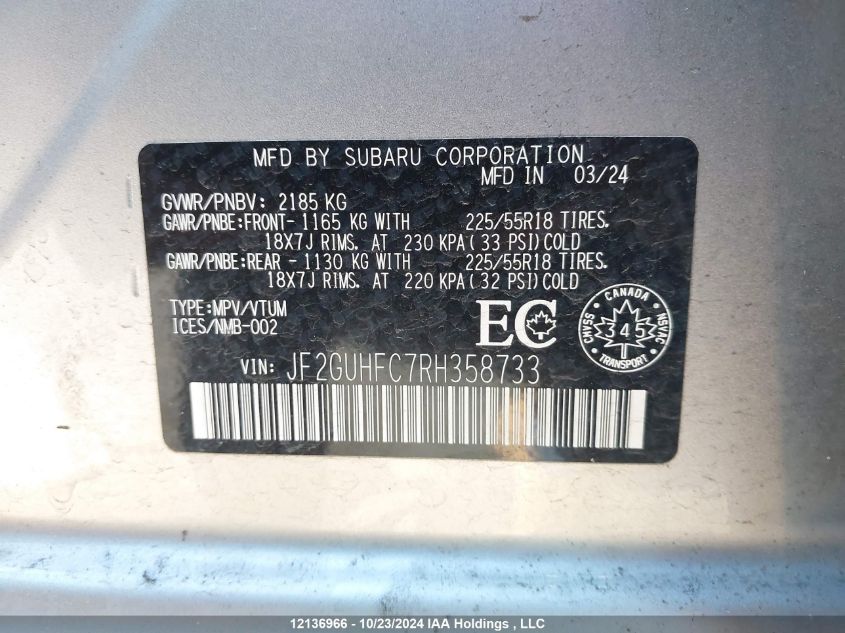 MFD BY SUBARU CORPORATION
MFD IN 03/24
GVWR/PNBV: 2185 KG
GAWR/PNBE:FRONT- 1165 KG WITH 225/55R18 TIRES.
18X7J RIMS. AT 230 KPA(33 PSI)COLD
GAWR/PNBE:REAR - 1130 KG WITH 225/55R18 TIRES.
18X7J RIMS. AT 220 KPA(32 PSI)COLD
TYPE:MPV/VTUM
ICES/NMB-002
EC
CANADA
CMVSS
NSVAC
345
TRANSPORT
VIN: JF2GUHFC7RH358733
12136966 - 10/23/2024 IAA Holdings , LLC